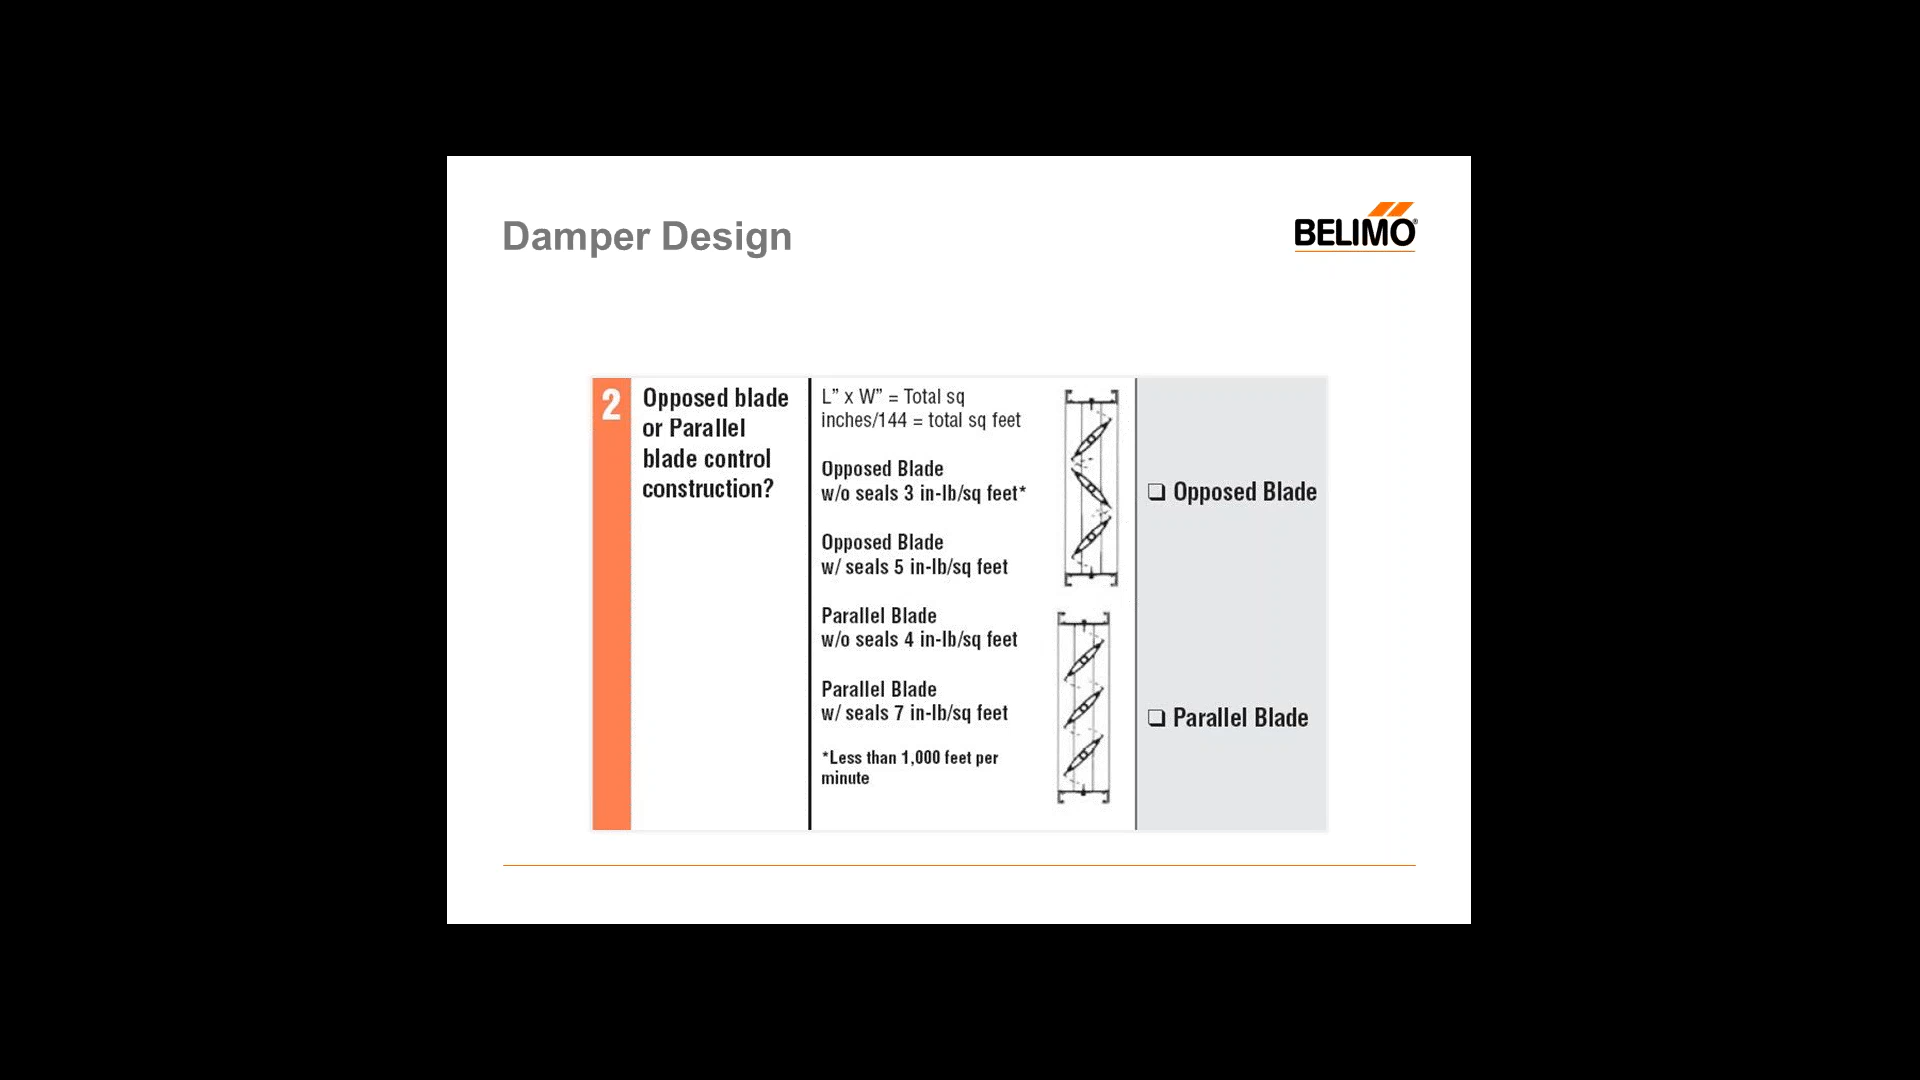 Damper Design
BELIMO®
2
Opposed blade
or Parallel
blade control
construction?
L” x W” = Total sq
inches/144 = total sq feet
Opposed Blade
w/o seals 3 in-lb/sq feet*
Opposed Blade
w/ seals 5 in-lb/sq feet
Parallel Blade
w/o seals 4 in-lb/sq feet
Parallel Blade
w/ seals 7 in-lb/sq feet
*Less than 1,000 feet per
minute
❏ Opposed Blade
❏ Parallel Blade